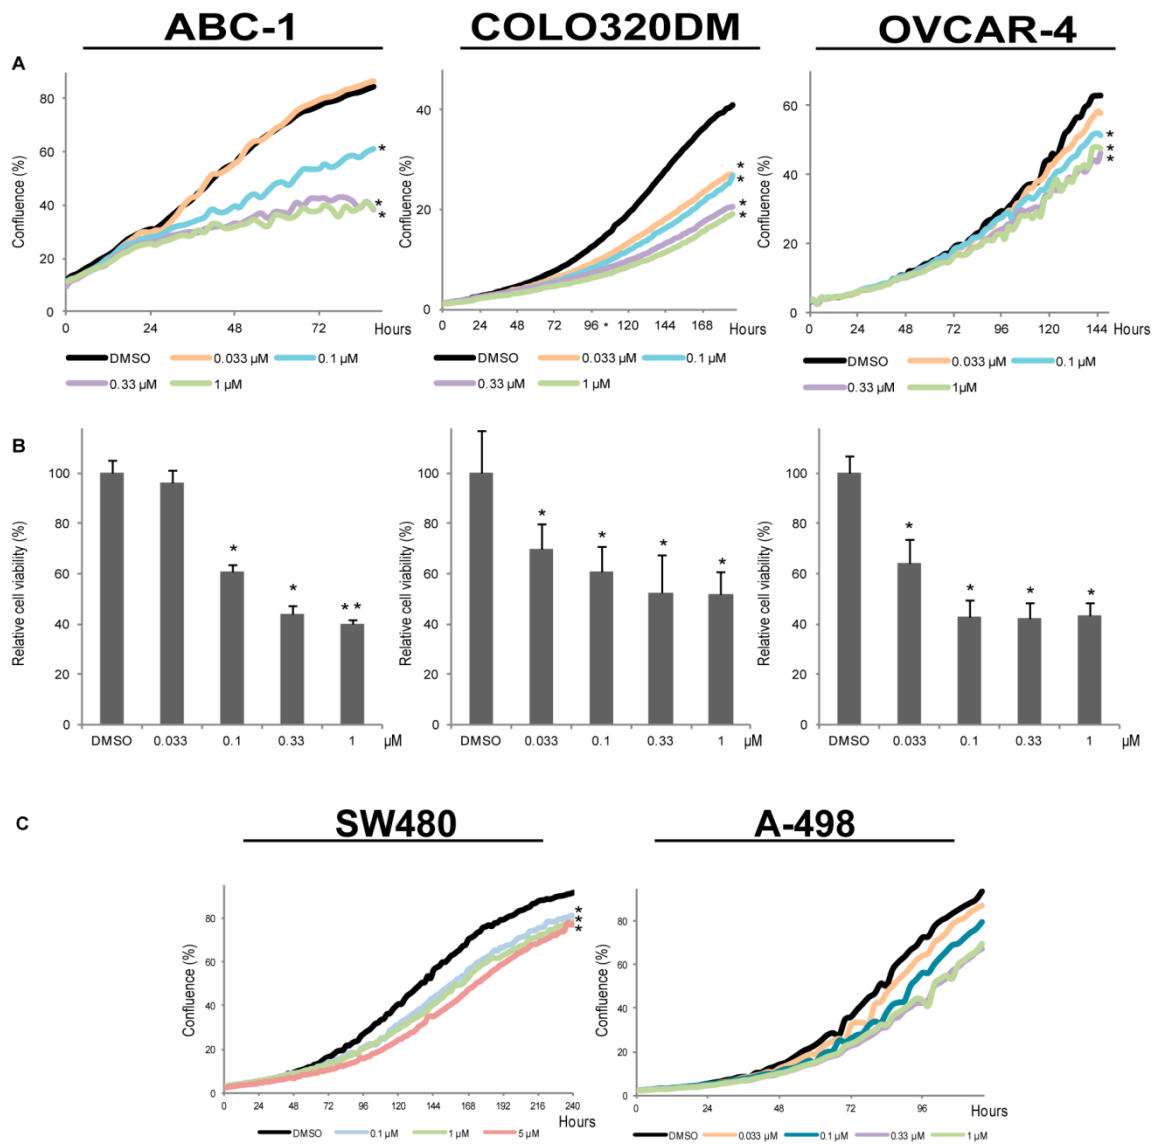 ABC-1 COLO320DM OVCAR-4
A
Confluence (%)
80
60
40
20
0
0 24 48 72 Hours
*
*
*
DMSO 0.033 µM 0.1 µM
0.33 µM 1 µM
Confluence (%)
40
20
0
0 24 48 72 96 * 120 144 168 Hours
*
*
*
*
DMSO 0.033 µM 0.1 µM
0.33 µM 1 µM
Confluence (%)
60
40
20
0
0 24 48 72 96 120 144 Hours
*
*
*
DMSO 0.033 µM 0.1 µM
0.33 µM 1µM
B
Relative cell viability (%)
100
80
60
40
20
0
* * * *
DMSO 0.033 0.1 0.33 1 µM
Relative cell viability (%)
100
80
60
40
20
0
* * * *
DMSO 0.033 0.1 0.33 1 µM
Relative cell viability (%)
100
80
60
40
20
0
* * * *
DMSO 0.033 0.1 0.33 1 µM
C
SW480 A-498
Confluence (%)
80
60
40
20
0
0 24 48 72 96 120 144 168 192 216 240
Hours
*
*
*
DMSO 0.1 µM 1 µM 5 µM
Confluence (%)
80
60
40
20
0
0 24 48 72 96 Hours
DMSO 0.033 µM 0.1 µM 0.33 µM 1 µM